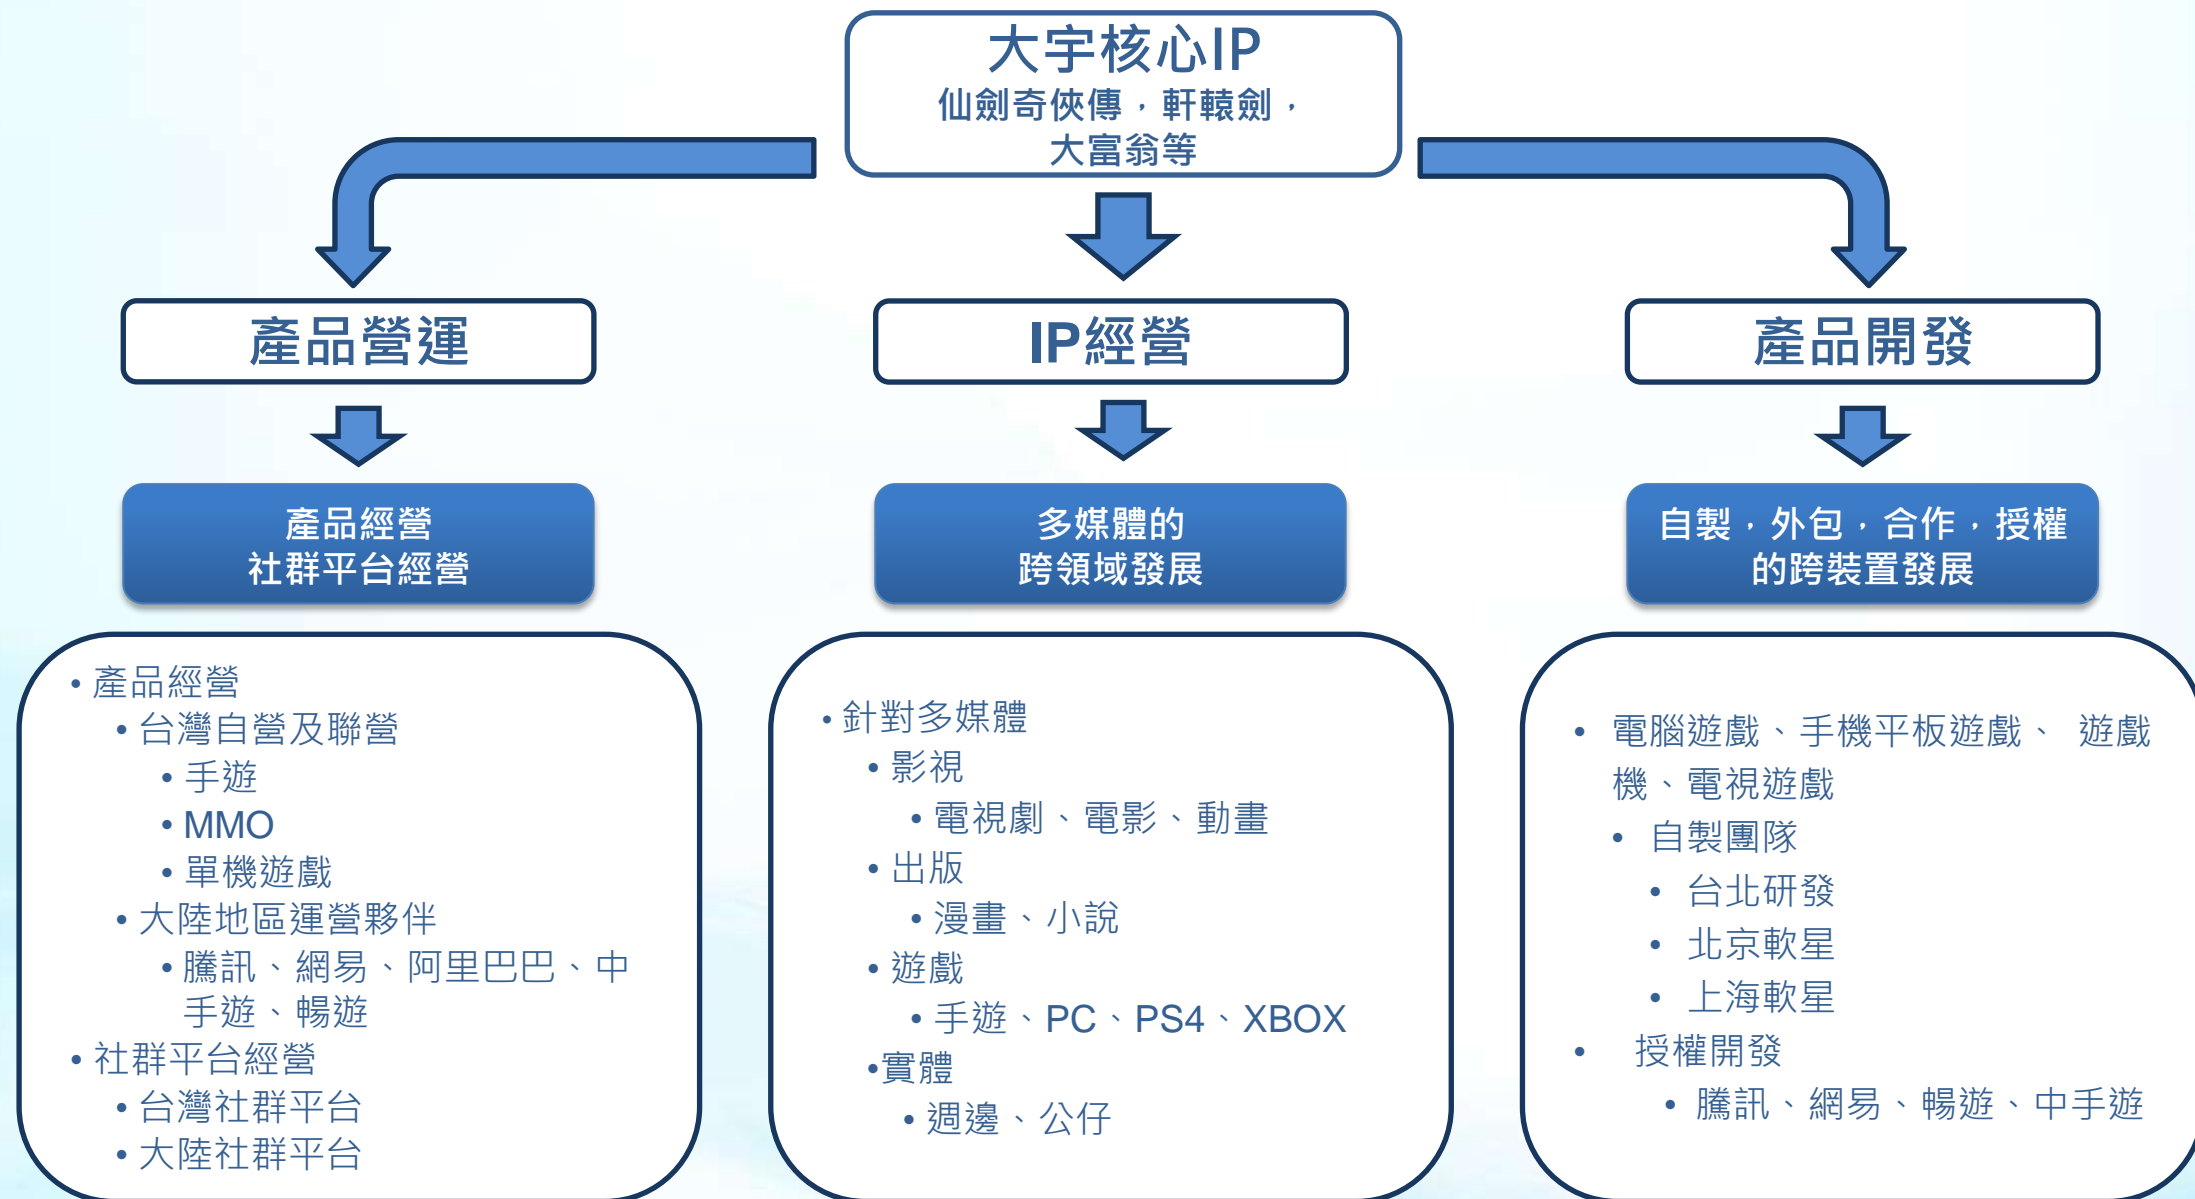 大宇核心IP
仙劍奇俠傳，軒轅劍，
大富翁等
產品營運
產品經營
社群平台經營
• 產品經營
• 台灣自營及聯營
• 手遊
• MMO
• 單機遊戲
• 大陸地區運營夥伴
• 騰訊、網易、阿里巴巴、中
手遊、暢遊
• 社群平台經營
• 台灣社群平台
• 大陸社群平台
IP經營
多媒體的
跨領域發展
• 針對多媒體
• 影視
• 電視劇、電影、動畫
• 出版
• 漫畫、小說
• 遊戲
• 手遊、PC、PS4、XBOX
•實體
• 週邊、公仔
產品開發
自製，外包，合作，授權
的跨裝置發展
• 電腦遊戲、手機平板遊戲、 遊戲
機、電視遊戲
• 自製團隊
• 台北研發
• 北京軟星
• 上海軟星
• 授權開發
• 騰訊、網易、暢遊、中手遊